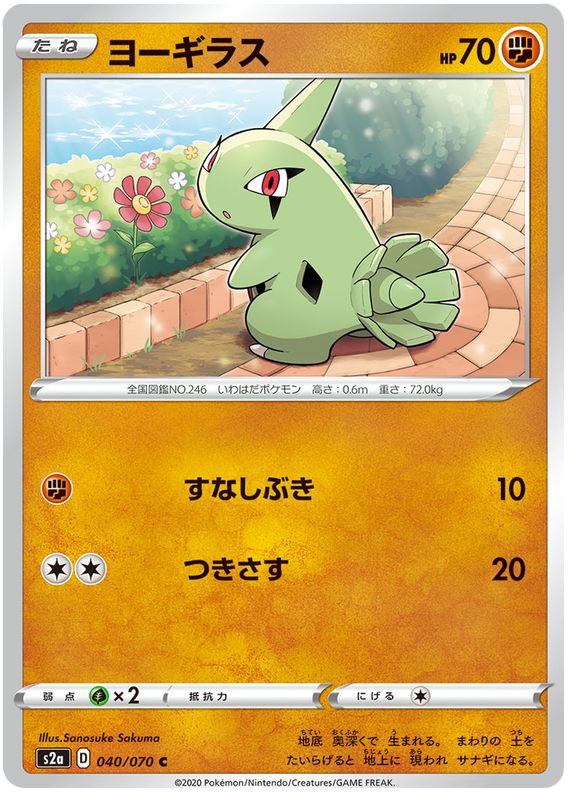 たね ヨーギラス HP70
全国図鑑NO.246 いわはだポケモン 高さ:0.6m 重さ:72.0kg
すなしぶき 10
つきさす 20
弱点 ×2 抵抗力 にげる
Illus.Sanosuke Sakuma
s2a D 040/070 C
地底 奥深くで 生まれる。 まわりの 土を
たいらげると 地上に 現われ サナギになる。
©2020 Pokémon/Nintendo/Creatures/GAME FREAK.